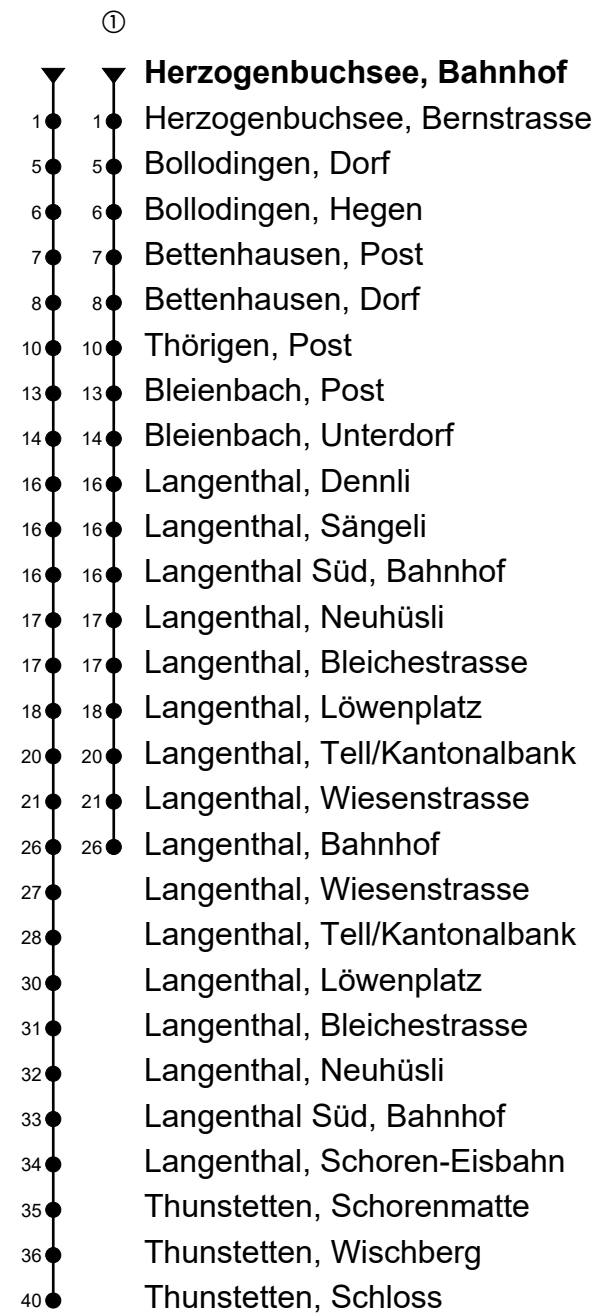 ①
Herzogenbuchsee, Bahnhof
1 1 Herzogenbuchsee, Bernstrasse
5 5 Bollodingen, Dorf
6 6 Bollodingen, Hegen
7 7 Bettenhausen, Post
8 8 Bettenhausen, Dorf
10 10 Thörigen, Post
13 13 Bleienbach, Post
14 14 Bleienbach, Unterdorf
16 16 Langenthal, Dennli
16 16 Langenthal, Sängeli
16 16 Langenthal Süd, Bahnhof
17 17 Langenthal, Neuhüsli
17 17 Langenthal, Bleichestrasse
18 18 Langenthal, Löwenplatz
20 20 Langenthal, Tell/Kantonalbank
21 21 Langenthal, Wiesenstrasse
26 26 Langenthal, Bahnhof
27 Langenthal, Wiesenstrasse
28 Langenthal, Tell/Kantonalbank
30 Langenthal, Löwenplatz
31 Langenthal, Bleichestrasse
32 Langenthal, Neuhüsli
33 Langenthal Süd, Bahnhof
34 Langenthal, Schoren-Eisbahn
35 Thunstetten, Schorenmatte
36 Thunstetten, Wischberg
40 Thunstetten, Schloss